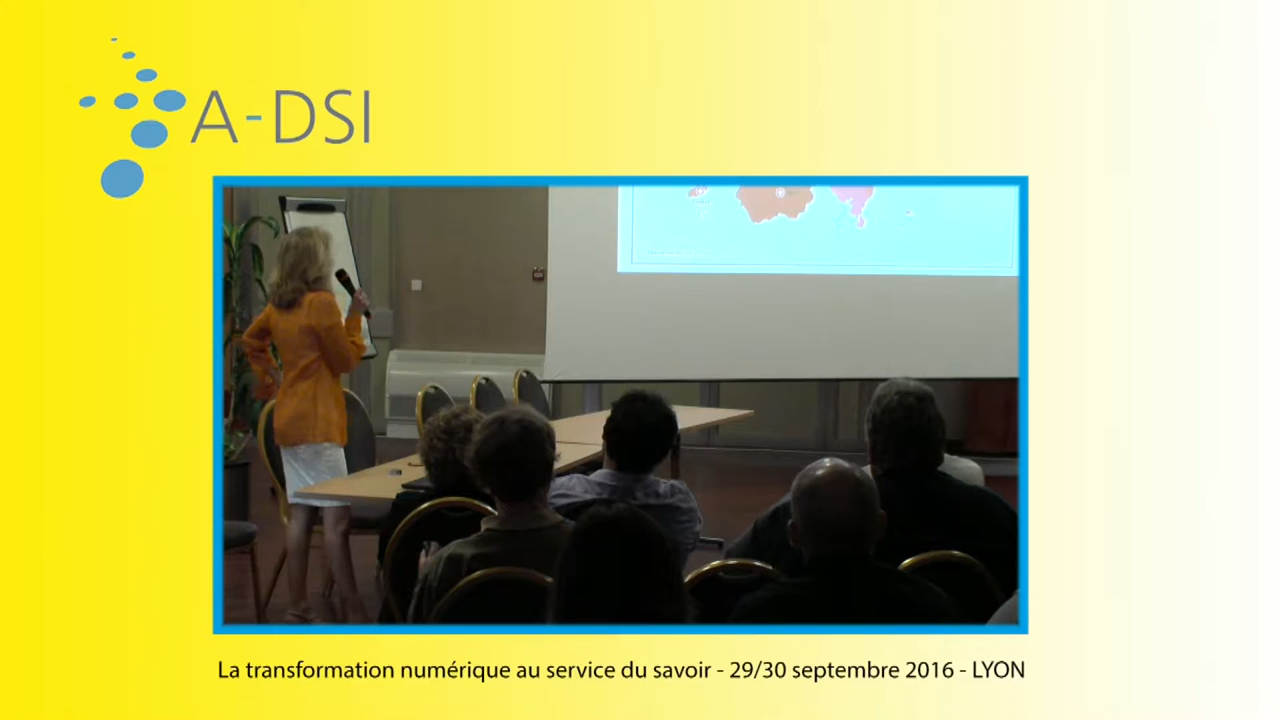 A-DSI
La transformation numérique au service du savoir - 29/30 septembre 2016 - LYON